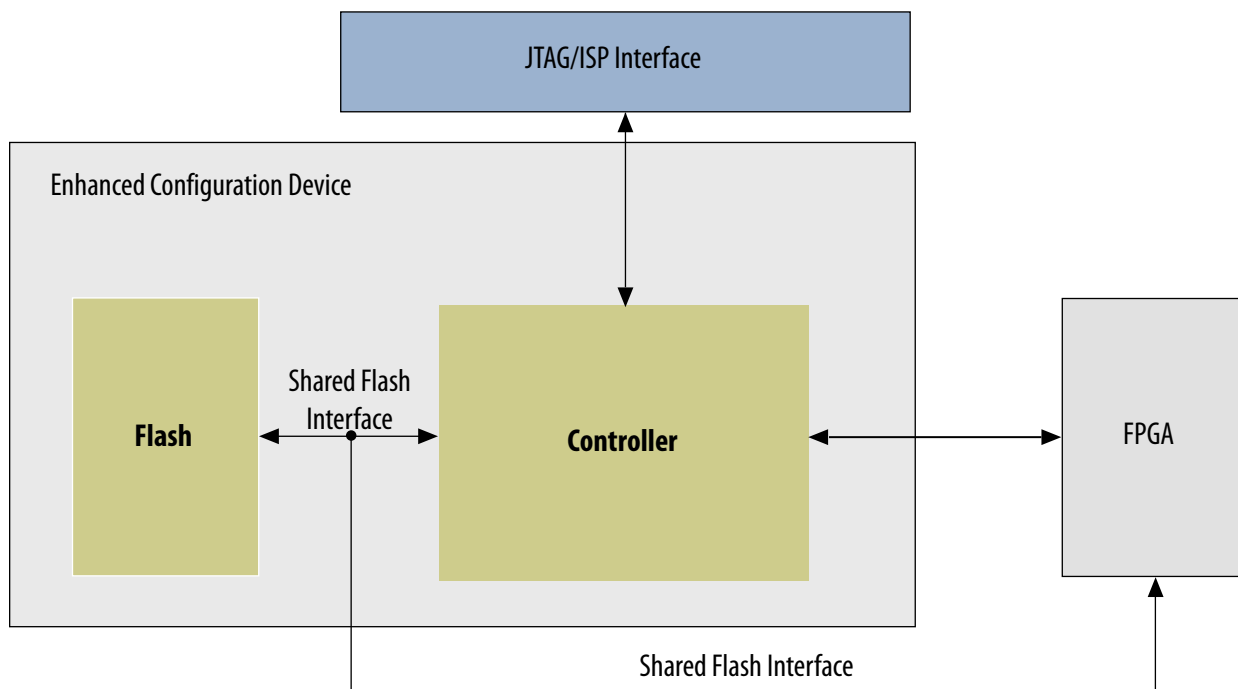 JTAG/ISP Interface
Enhanced Configuration Device
Shared Flash
Interface
Flash
Controller
FPGA
Shared Flash Interface